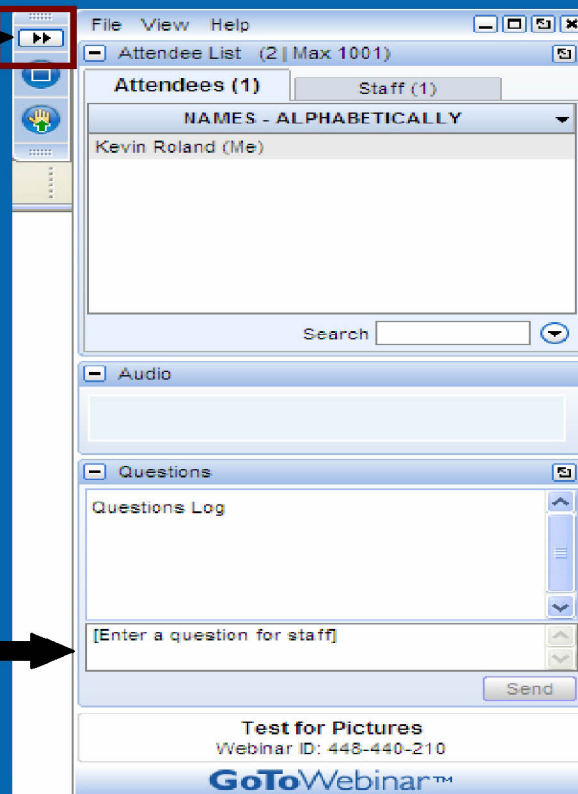 File View Help
Attendee List (2 | Max 1001)
Attendees (1) Staff (1)
NAMES - ALPHABETICALLY
Kevin Roland (Me)
Search
Audio
Questions
Questions Log
[Enter a question for staff]
Send
Test for Pictures
Webinar ID: 448-440-210
GoToWebinar™